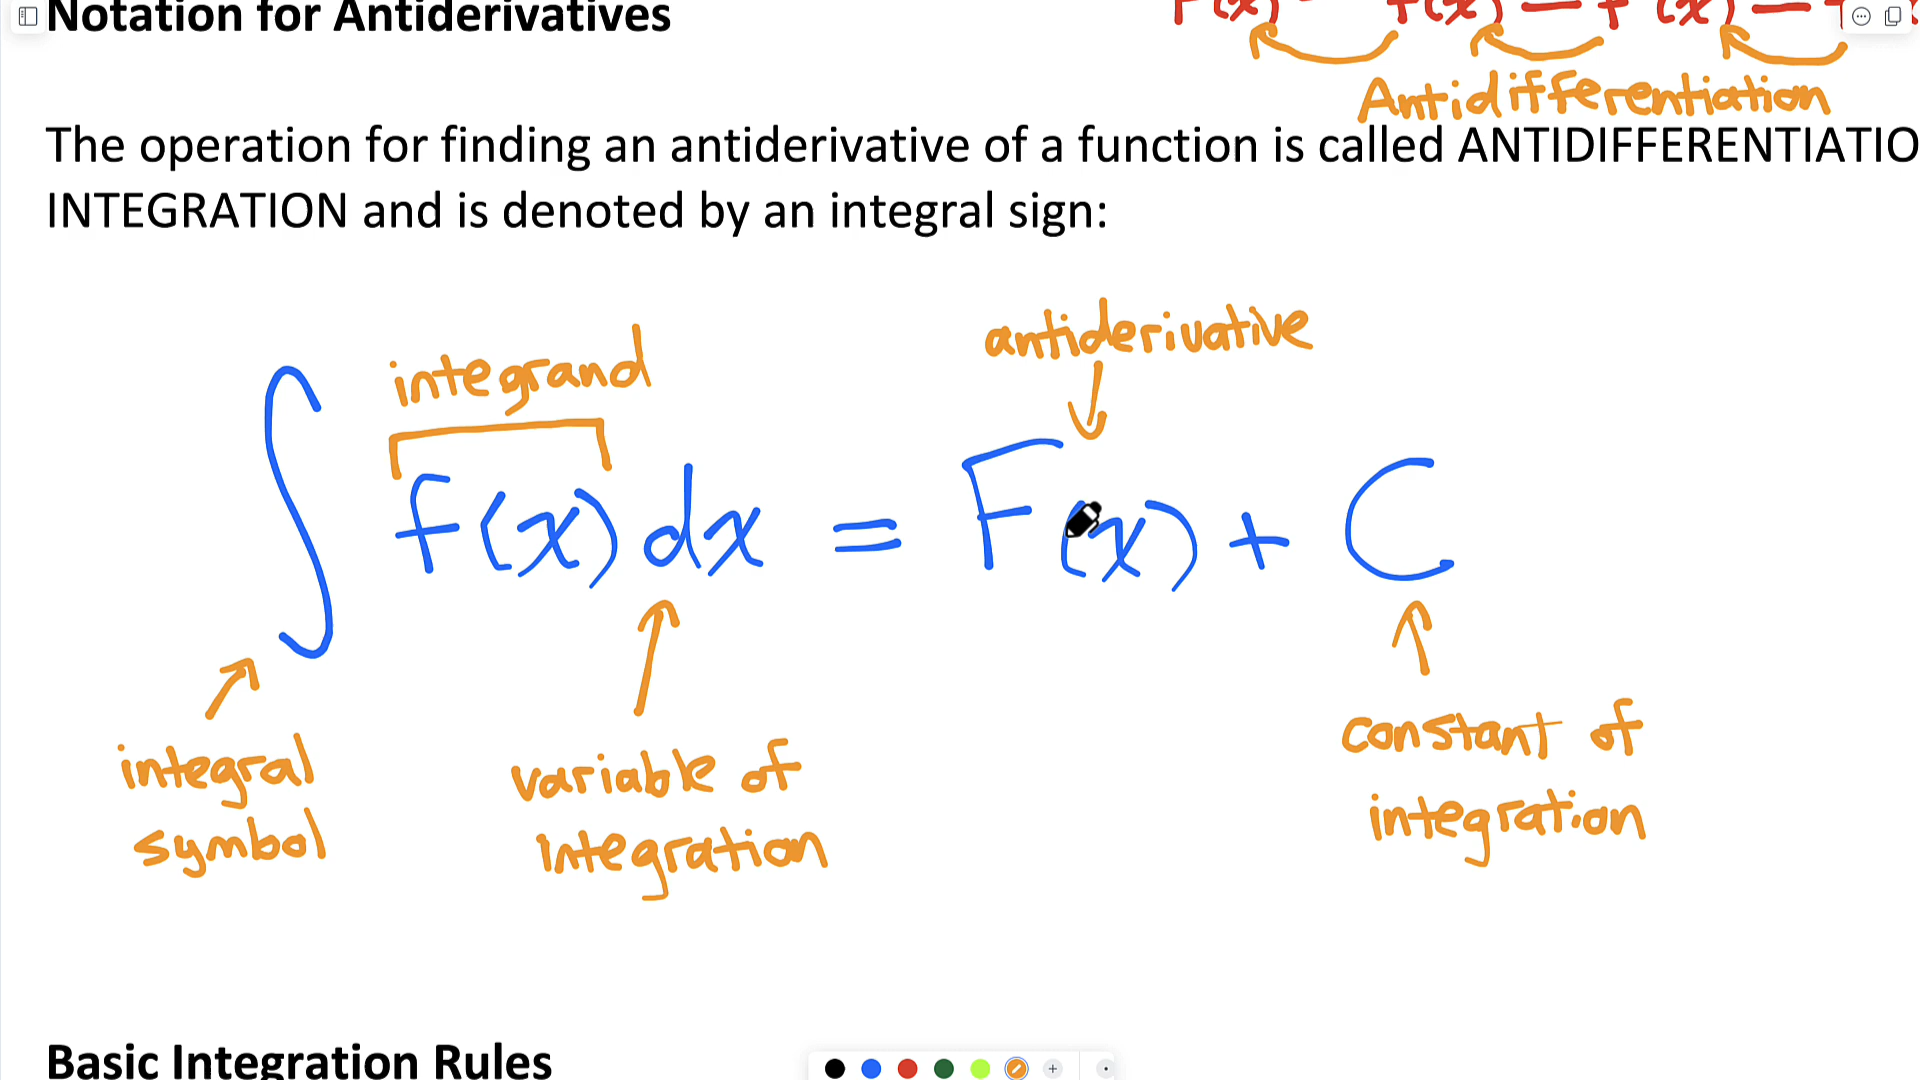 Notation for Antiderivatives
F(x) — f(x) — f'(x) —
Antidifferentiation
The operation for finding an antiderivative of a function is called ANTIDIFFERENTIATIO
INTEGRATION and is denoted by an integral sign:
integrand
antiderivative
∫ f(x) dx = F(x) + C
integral symbol
variable of integration
constant of integration
Basic Integration Rules